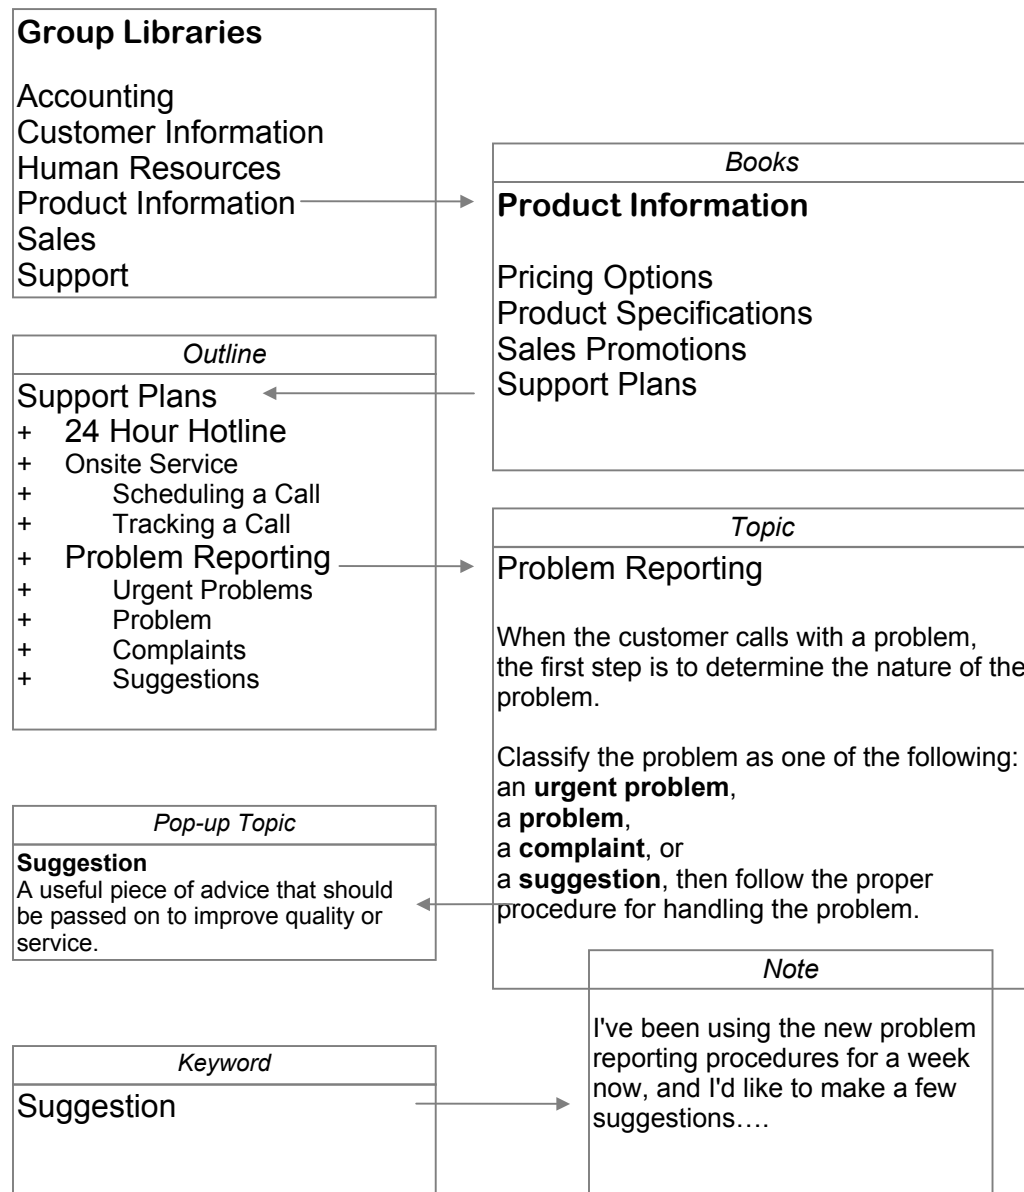 Group Libraries
Accounting
Customer Information
Human Resources
Product Information
Sales
Support
Books
Product Information
Pricing Options
Product Specifications
Sales Promotions
Support Plans
Outline
Support Plans
+ 24 Hour Hotline
+ Onsite Service
+ Scheduling a Call
+ Tracking a Call
+ Problem Reporting
+ Urgent Problems
+ Problem
+ Complaints
+ Suggestions
Topic
Problem Reporting
When the customer calls with a problem,
the first step is to determine the nature of the
problem.
Classify the problem as one of the following:
an urgent problem,
a problem,
a complaint, or
a suggestion, then follow the proper
procedure for handling the problem.
Pop-up Topic
Suggestion
A useful piece of advice that should
be passed on to improve quality or
service.
Note
I've been using the new problem
reporting procedures for a week
now, and I'd like to make a few
suggestions….
Keyword
Suggestion